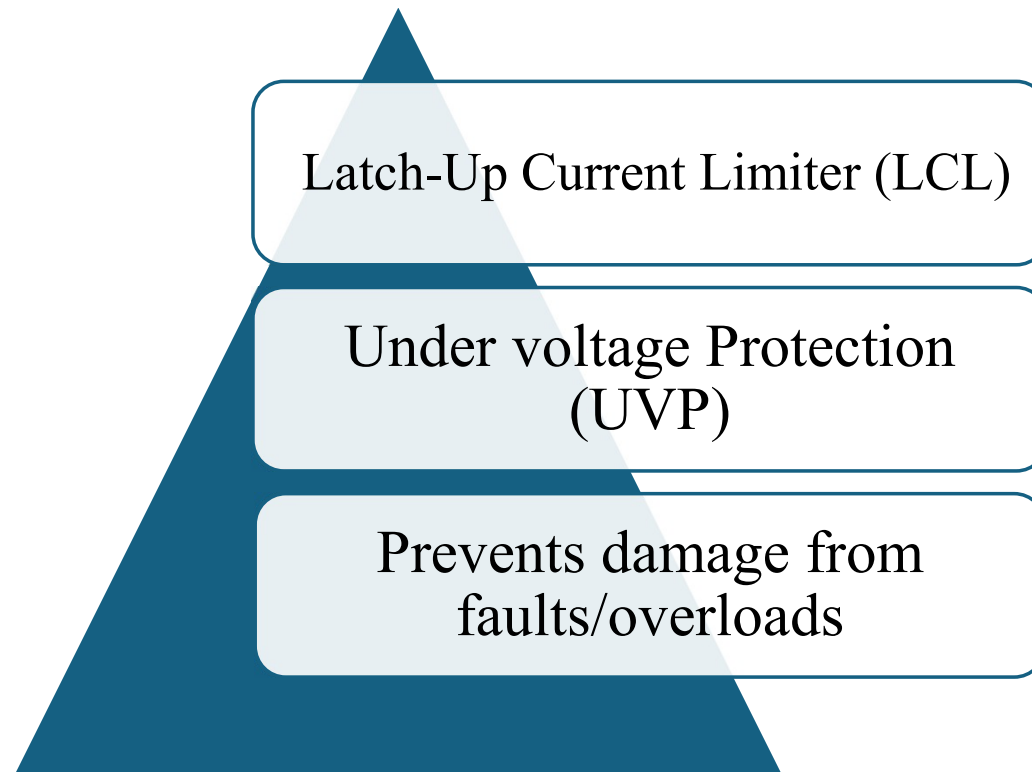 Latch-Up Current Limiter (LCL)
Under voltage Protection
(UVP)
Prevents damage from
faults/overloads